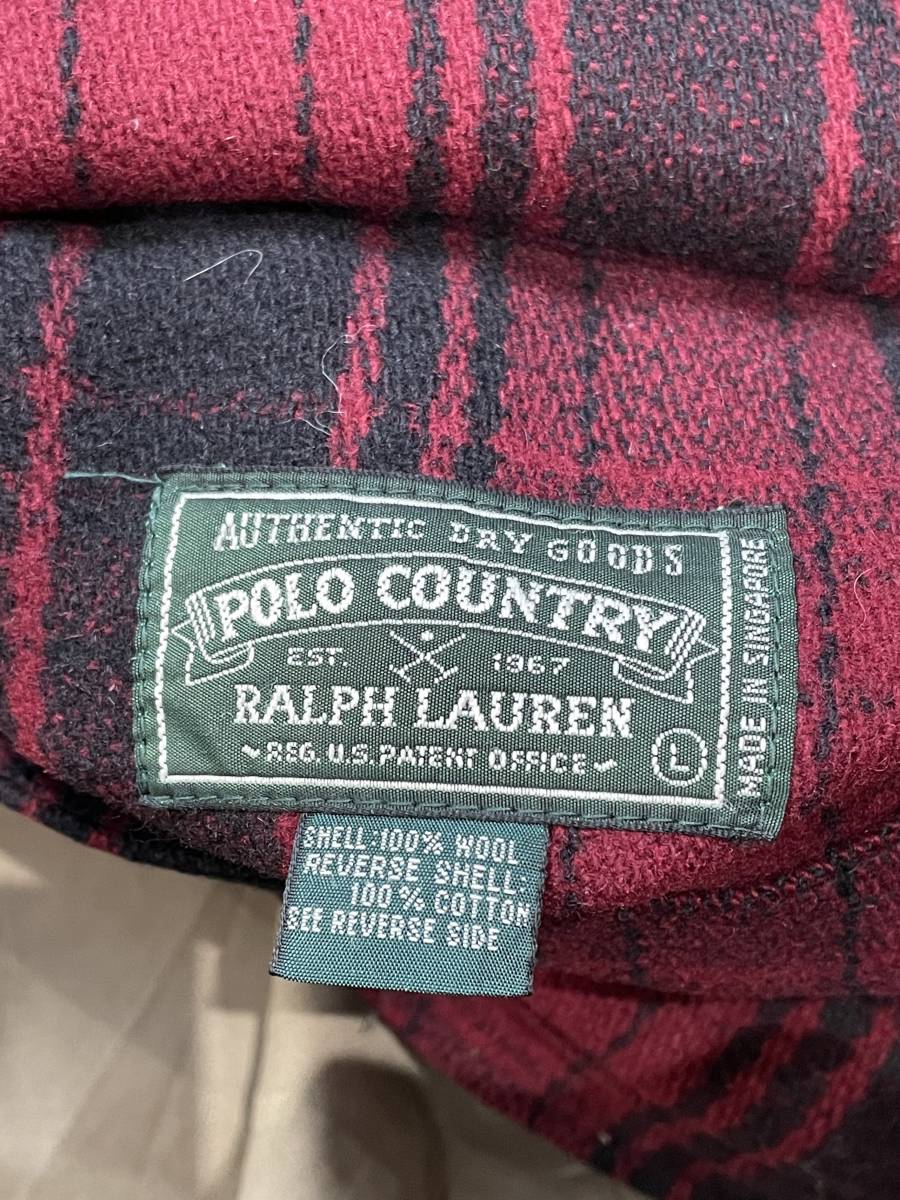 AUTHENTIC DRY GOODS
POLO COUNTRY
EST. 1967
RALPH LAUREN
~REG. U.S. PATENT OFFICE~
L
MADE IN SINGAPORE
SHELL:100% WOOL
REVERSE SHELL:
100% COTTON
SEE REVERSE SIDE